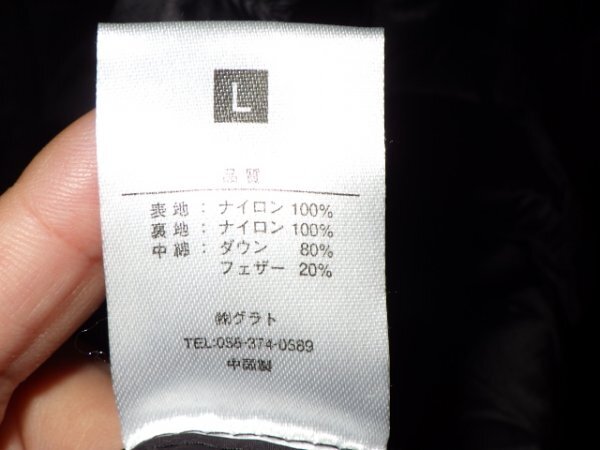 L
品質
表地：ナイロン 100%
裏地：ナイロン 100%
中綿：ダウン 80%
フェザー 20%
㈱グラト
TEL:058-374-0589
中国製